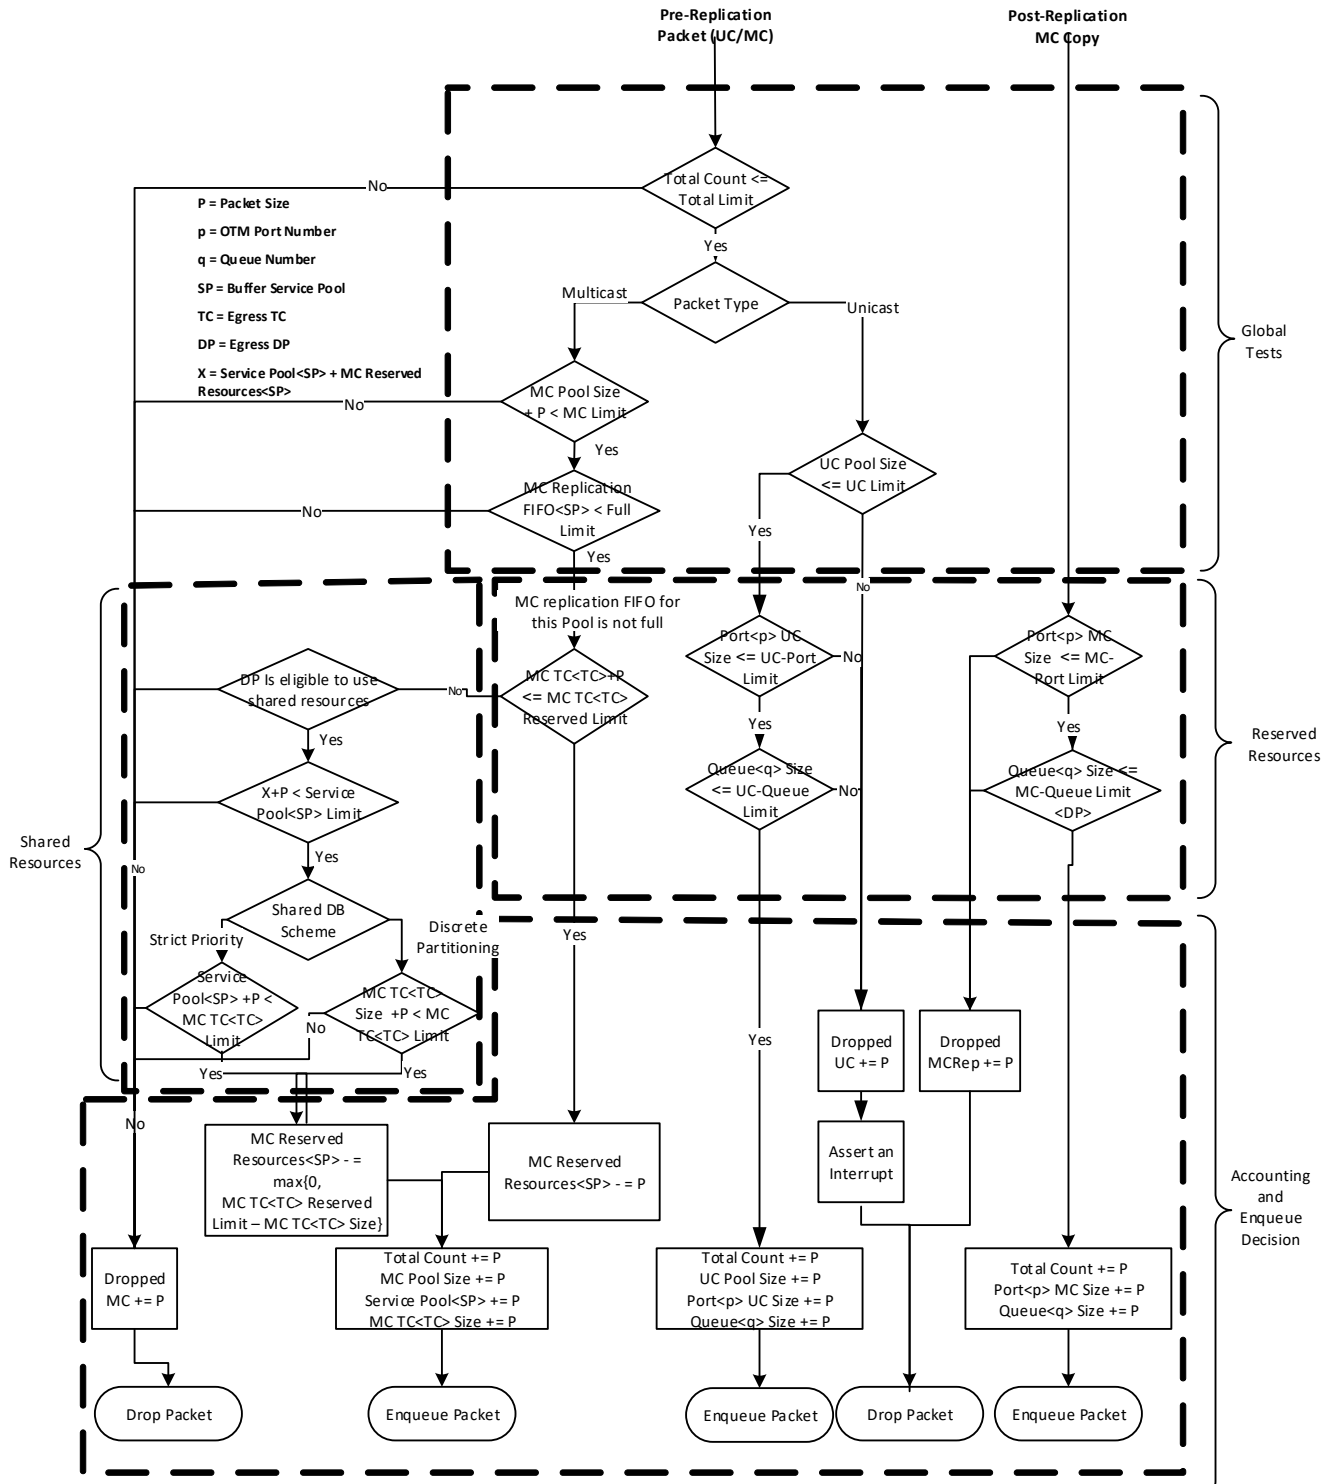 Pre-Replication
Packet (UC/MC)
Post-Replication
MC Copy
Total Count <=
Total Limit
No
P = Packet Size
p = OTM Port Number
q = Queue Number
SP = Buffer Service Pool
TC = Egress TC
DP = Egress DP
X = Service Pool<SP> + MC Reserved
Resources<SP>
Yes
Packet Type
Multicast
Unicast
Global
Tests
MC Pool Size
+ P < MC Limit
No
Yes
UC Pool Size
<= UC Limit
MC Replication
FIFO<SP> < Full
Limit
No
Yes
Yes
No
MC replication FIFO for
this Pool is not full
Port<p> UC
Size <= UC-Port
Limit
No
Port<p> MC
Size <= MC-
Port Limit
DP Is eligible to use
shared resources
No
MC TC<TC>+P
<= MC TC<TC>
Reserved Limit
Yes
Yes
Yes
Reserved
Resources
X+P < Service
Pool<SP> Limit
Queue<q> Size
<= UC-Queue
Limit
No
Queue<q> Size <=
MC-Queue Limit
<DP>
Shared
Resources
Yes
No
Shared DB
Scheme
Strict Priority
Discrete
Partitioning
Yes
Service
Pool<SP> +P <
MC TC<TC>
Limit
MC TC<TC>
Size +P < MC
TC<TC> Limit
No
Yes
Yes
Yes
Dropped
UC += P
Dropped
MCRep += P
No
MC Reserved
Resources<SP> - =
max{0,
MC TC<TC> Reserved
Limit – MC TC<TC> Size}
MC Reserved
Resources<SP> - = P
Assert an
Interrupt
Accounting
and
Enqueue
Decision
Dropped
MC += P
Total Count += P
MC Pool Size += P
Service Pool<SP> += P
MC TC<TC> Size += P
Total Count += P
UC Pool Size += P
Port<p> UC Size += P
Queue<q> Size += P
Total Count += P
Port<p> MC Size += P
Queue<q> Size += P
Drop Packet
Enqueue Packet
Enqueue Packet
Drop Packet
Enqueue Packet